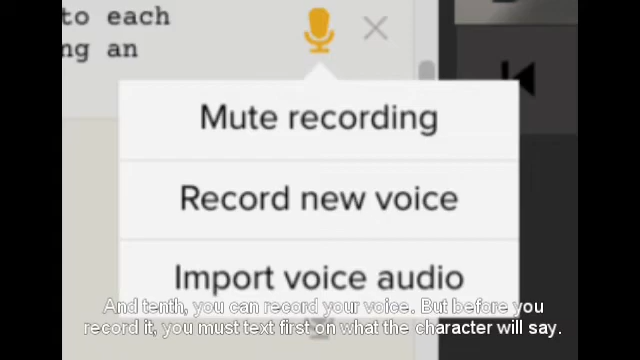 to each
ng an
Mute recording
Record new voice
Import voice audio
And tenth, you can record your voice. But before you
record it, you must text first on what the character will say.